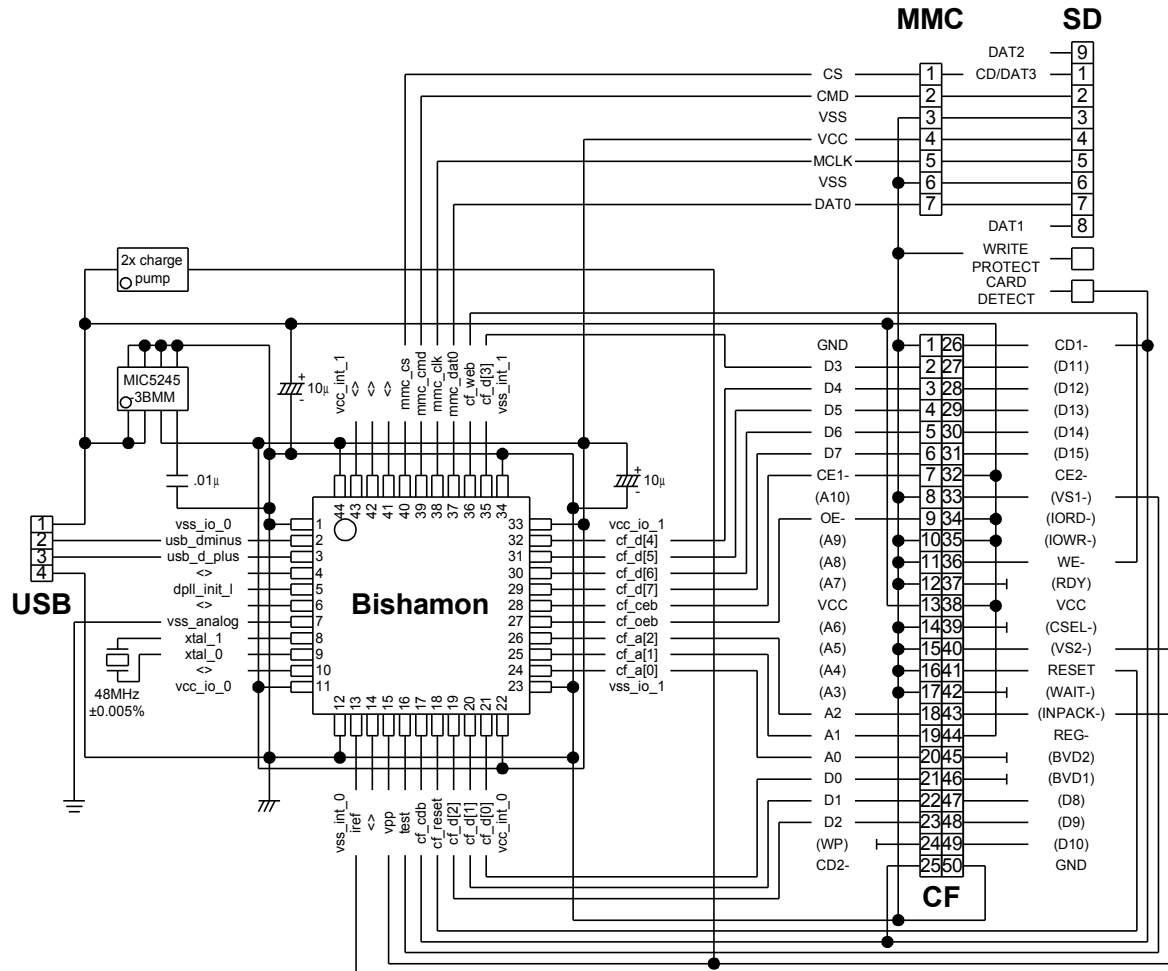 MMC SD
DAT2 9
CS 1 CD/DAT3 1
CMD 2 2
VSS 3 3
VCC 4 4
MCLK 5 5
VSS 6 6
DAT0 7 7
DAT1 8
WRITE
PROTECT
CARD
DETECT
2x charge
pump
MIC5245
-3BMM
+
10μ
-
.01μ
+
10μ
-
vcc_int_1
<>
<>
<>
mmc_cs
mmc_cmd
mmc_clk
mmc_dat0
cf_web
cf_d[3]
vss_int_1
44 43 42 41 40 39 38 37 36 35 34
USB
1
2
3
4
vss_io_0 1
usb_dminus 2
usb_d_plus 3
<> 4
dpll_init_l 5
<> 6
vss_analog 7
xtal_1 8
xtal_0 9
<> 10
vcc_io_0 11
48MHz
±0.005%
Bishamon
33 vcc_io_1
32 cf_d[4]
31 cf_d[5]
30 cf_d[6]
29 cf_d[7]
28 cf_ceb
27 cf_oeb
26 cf_a[2]
25 cf_a[1]
24 cf_a[0]
23 vss_io_1
12 13 14 15 16 17 18 19 20 21 22
vss_int_0
iref
<>
vpp
test
cf_cdb
cf_reset
cf_d[2]
cf_d[1]
cf_d[0]
vcc_int_0
GND 1 26 CD1-
D3 2 27 (D11)
D4 3 28 (D12)
D5 4 29 (D13)
D6 5 30 (D14)
D7 6 31 (D15)
CE1- 7 32 CE2-
(A10) 8 33 (VS1-)
OE- 9 34 (IORD-)
(A9) 10 35 (IOWR-)
(A8) 11 36 WE-
(A7) 12 37 (RDY)
VCC 13 38 VCC
(A6) 14 39 (CSEL-)
(A5) 15 40 (VS2-)
(A4) 16 41 RESET
(A3) 17 42 (WAIT-)
A2 18 43 (INPACK-)
A1 19 44 REG-
A0 20 45 (BVD2)
D0 21 46 (BVD1)
D1 22 47 (D8)
D2 23 48 (D9)
(WP) 24 49 (D10)
CD2- 25 50 GND
CF